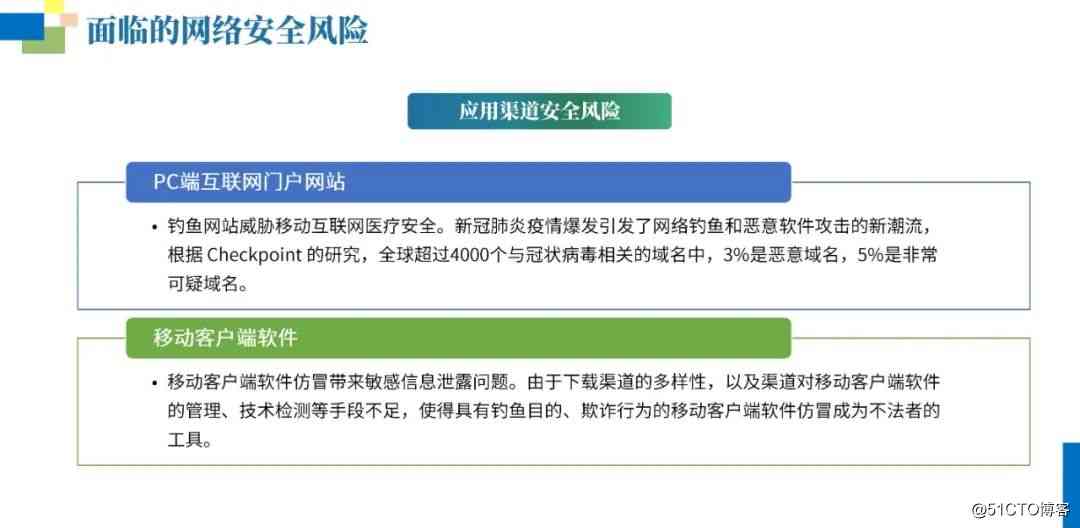 面临的网络安全风险
应用渠道安全风险
PC端互联网门户网站
• 钓鱼网站威胁移动互联网医疗安全。新冠肺炎疫情爆发引发了网络钓鱼和恶意软件攻击的新潮流，
根据 Checkpoint 的研究，全球超过4000个与冠状病毒相关的域名中，3%是恶意域名，5%是非常
可疑域名。
移动客户端软件
• 移动客户端软件仿冒带来敏感信息泄露问题。由于下载渠道的多样性，以及渠道对移动客户端软件
的管理、技术检测等手段不足，使得具有钓鱼目的、欺诈行为的移动客户端软件仿冒成为不法者的
工具。
@51CTO博客